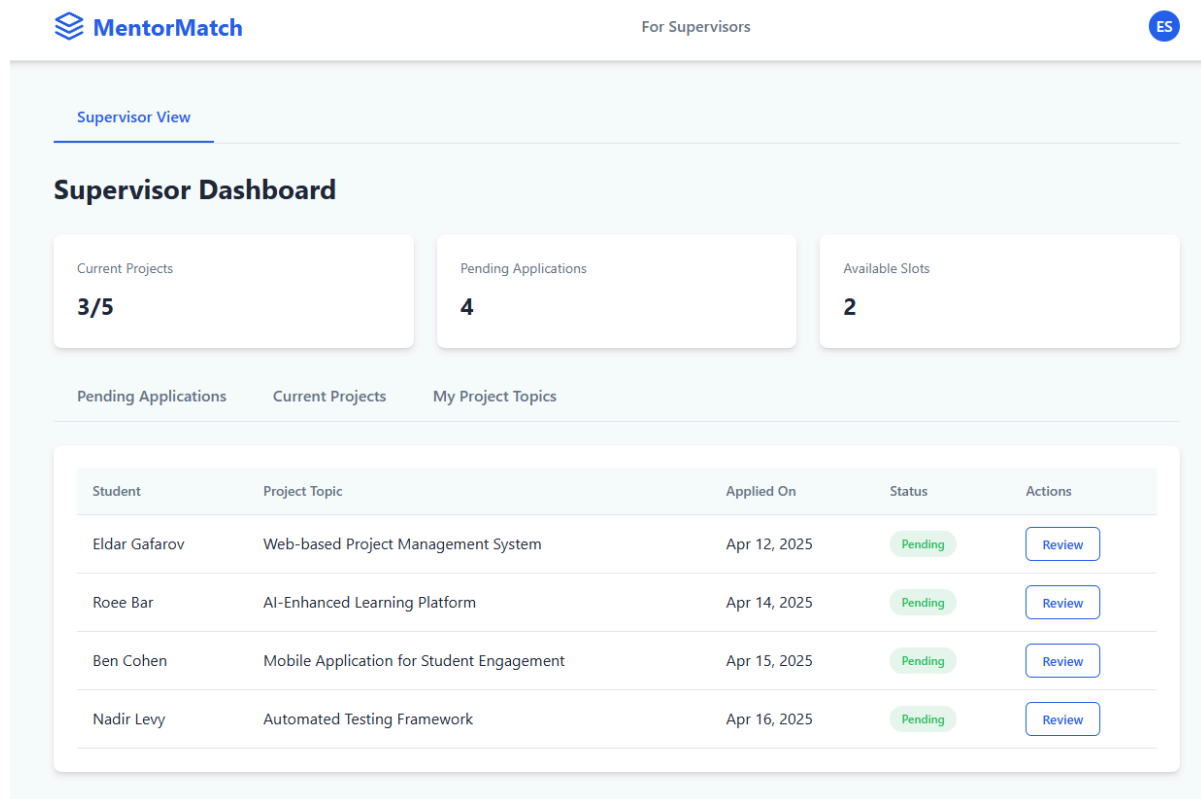 MentorMatch For Supervisors ES
Supervisor View
Supervisor Dashboard
Current Projects Pending Applications Available Slots
3/5 4 2
Pending Applications Current Projects My Project Topics
Student Project Topic Applied On Status Actions
Eldar Gafarov Web-based Project Management System Apr 12, 2025 Pending Review
Roee Bar AI-Enhanced Learning Platform Apr 14, 2025 Pending Review
Ben Cohen Mobile Application for Student Engagement Apr 15, 2025 Pending Review
Nadir Levy Automated Testing Framework Apr 16, 2025 Pending Review